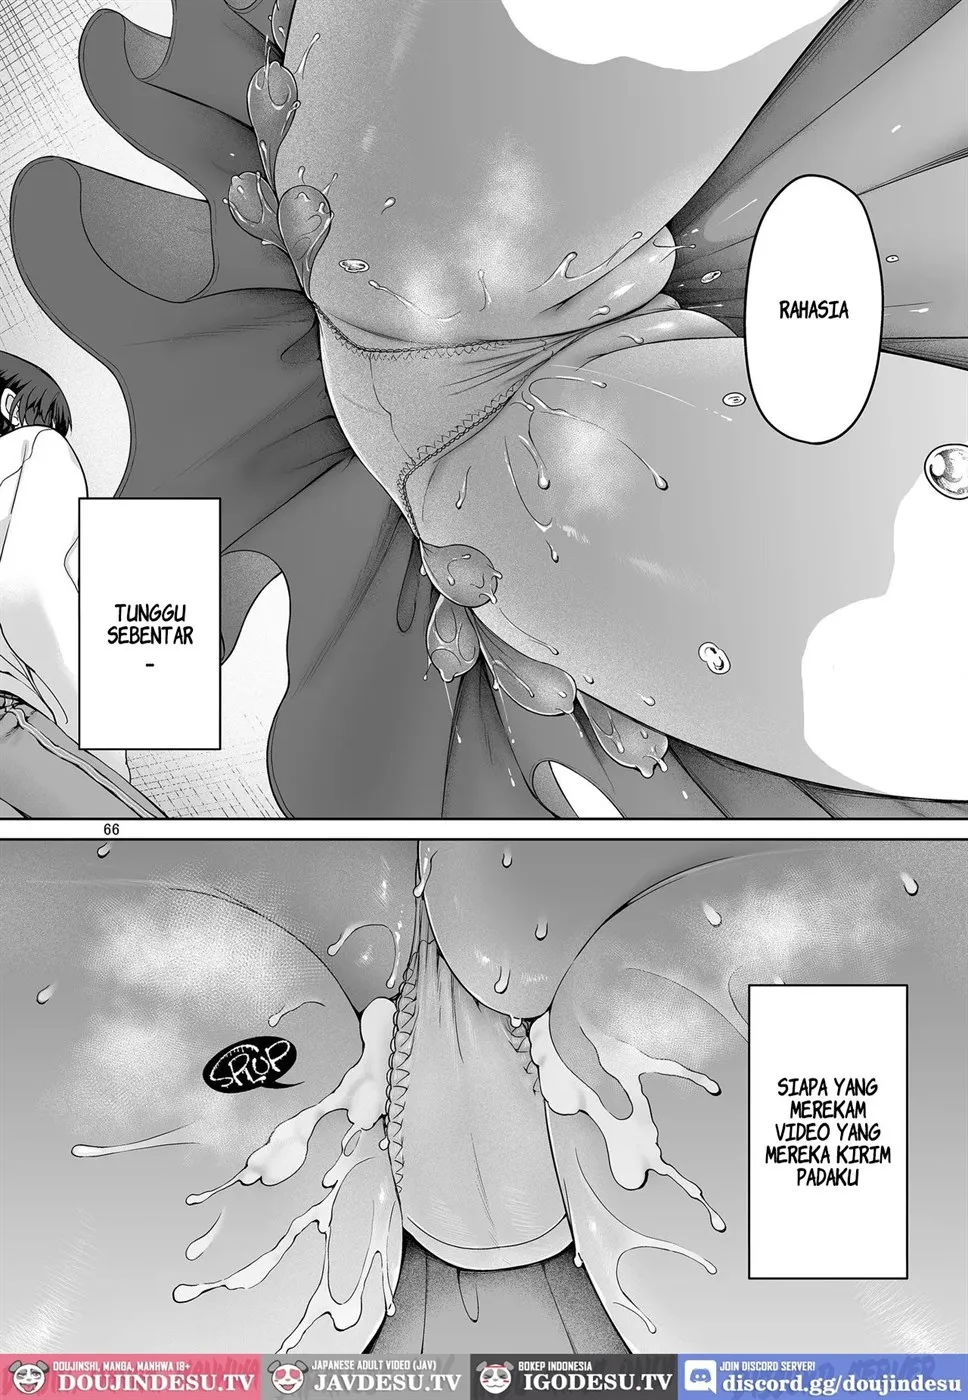 RAHASIA
TUNGGU
SEBENTAR
-
66
SPLUP
SIAPA YANG
MEREKAM
VIDEO YANG
MEREKA KIRIM
PADAKU
DOUJINSHI, MANGA, MANHWA 18+
DOUJINDESU.TV
JAPANESE ADULT VIDEO (JAV)
JAVDESU.TV
BOKEP INDONESIA
IGODESU.TV
JOIN DISCORD SERVER!
discord.gg/doujindesu